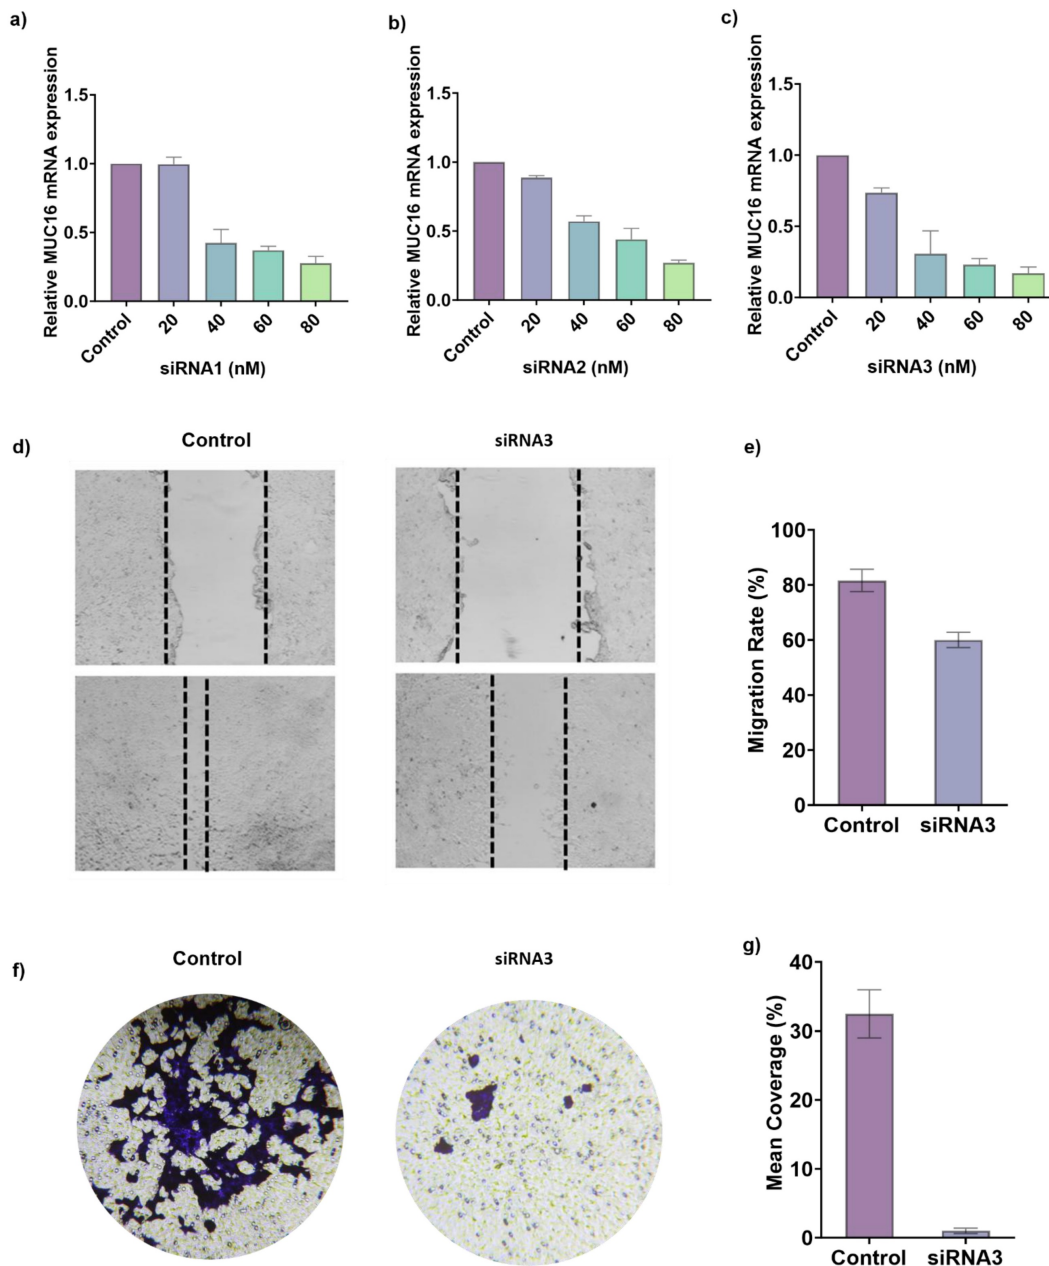 a)
Relative MUC16 mRNA expression
1.5
1.0
0.5
0.0
Control
20
40
60
80
siRNA1 (nM)
b)
Relative MUC16 mRNA expression
1.5
1.0
0.5
0.0
Control
20
40
60
80
siRNA2 (nM)
c)
Relative MUC16 mRNA expression
1.5
1.0
0.5
0.0
Control
20
40
60
80
siRNA3 (nM)
d)
Control
siRNA3
e)
Migration Rate (%)
100
80
60
40
20
0
Control
siRNA3
f)
Control
siRNA3
g)
Mean Coverage (%)
40
30
20
10
0
Control
siRNA3